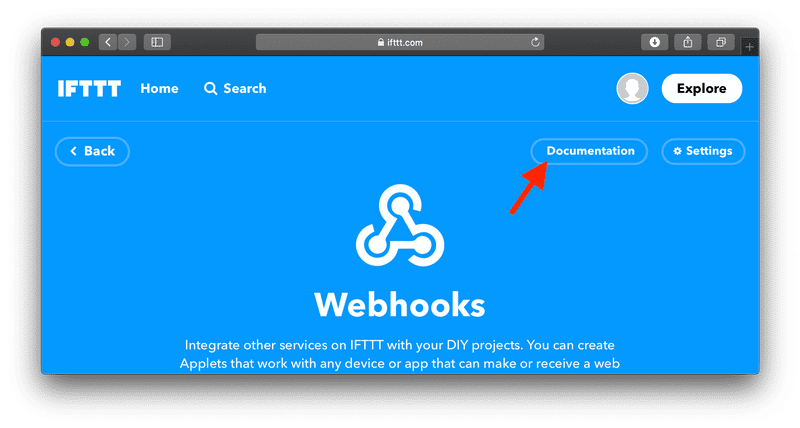 ifttt.com
IFTTT Home Search Explore
Back Documentation Settings
Webhooks
Integrate other services on IFTTT with your DIY projects. You can create
Applets that work with any device or app that can make or receive a web